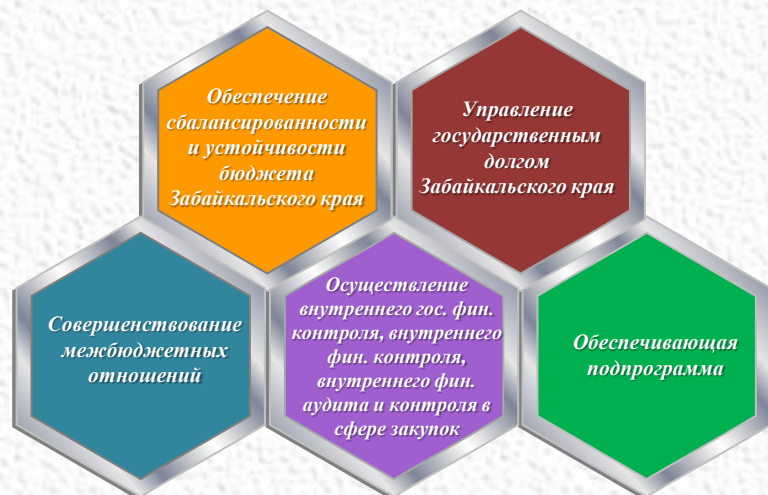 Обеспечение
сбалансированности
и устойчивости
бюджета
Забайкальского края
Управление
государственным
долгом
Забайкальского края
Совершенствование
межбюджетных
отношений
Осуществление
внутреннего гос. фин.
контроля, внутреннего
фин. контроля,
внутреннего фин.
аудита и контроля в
сфере закупок
Обеспечивающая
подпрограмма